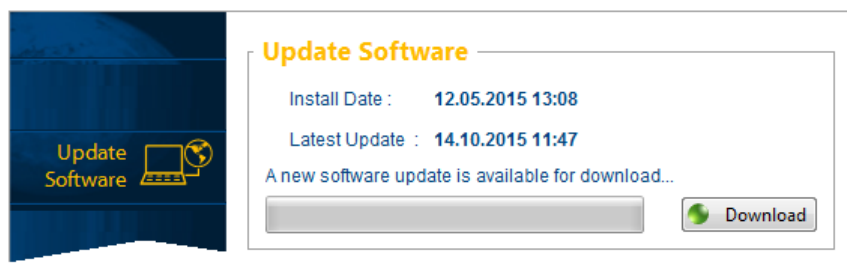 Update
Software
Update Software
Install Date : 12.05.2015 13:08
Latest Update : 14.10.2015 11:47
A new software update is available for download...
Download